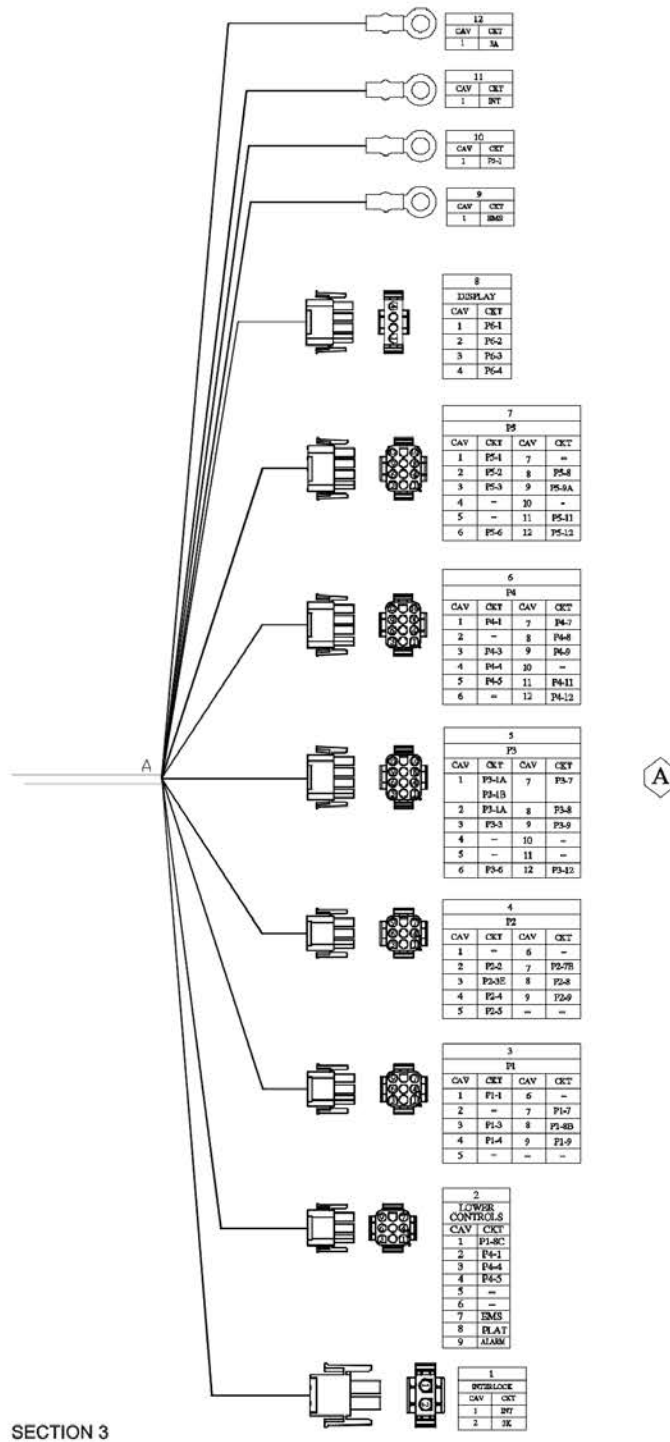 12
CAV CKT
1 3A
11
CAV CKT
1 INT
10
CAV CKT
1 P5-1
9
CAV CKT
1 EMS
8
DISPLAY
CAV CKT
1 P6-1
2 P6-2
3 P6-3
4 P6-4
7
P5
CAV CKT CAV CKT
1 P5-1 7 -
2 P5-2 8 P5-8
3 P5-3 9 P5-9A
4 - 10 -
5 - 11 P5-11
6 P5-6 12 P5-12
6
P4
CAV CKT CAV CKT
1 P4-1 7 P4-7
2 - 8 P4-8
3 P4-3 9 P4-9
4 P4-4 10 -
5 P4-5 11 P4-11
6 - 12 P4-12
A
5
P3
CAV CKT CAV CKT
1 P3-1A 7 P3-7
P3-1B
2 P3-1A 8 P3-8
3 P3-3 9 P3-9
4 - 10 -
5 - 11 -
6 P3-6 12 P3-12
A
4
P2
CAV CKT CAV CKT
1 - 6 -
2 P2-2 7 P2-7B
3 P2-3E 8 P2-8
4 P2-4 9 P2-9
5 P2-5 - -
3
P1
CAV CKT CAV CKT
1 P1-1 6 -
2 - 7 P1-7
3 P1-3 8 P1-8B
4 P1-4 9 P1-9
5 - - -
2
LOWER
CONTROLS
CAV CKT
1 P1-8C
2 P4-1
3 P4-4
4 P4-5
5 -
6 -
7 EMS
8 PLAT
9 ALARM
1
INTERLOCK
CAV CKT
1 INT
2 2K
SECTION 3